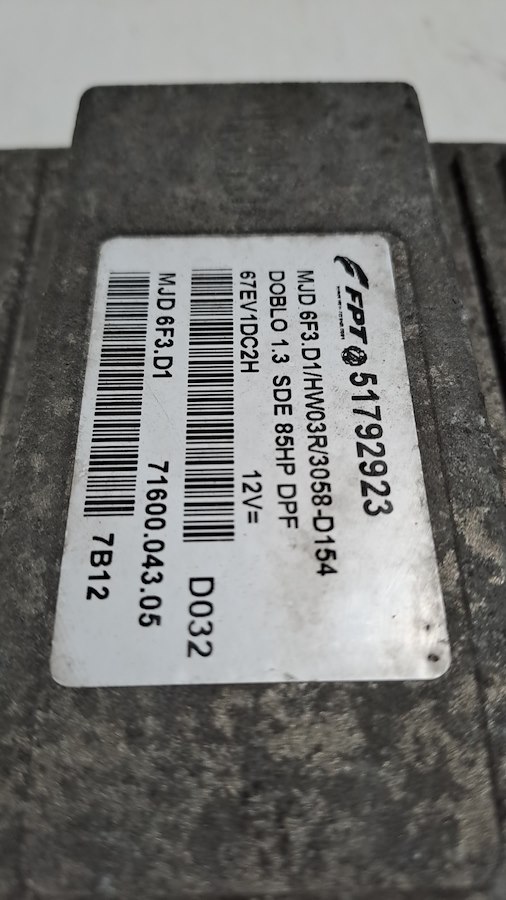 FPT 51792923
MJD 6F3.D1/HW03R/3058-D154
DOBLO 1.3 SDE 85HP DPF
67EV1DC2H 12V=
D032
MJD 6F3.D1 71600.043.05
7B12